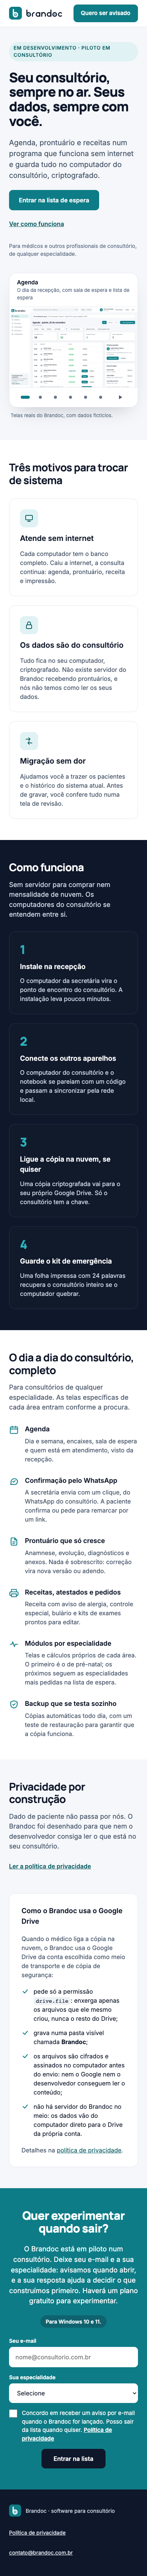 brandoc
Quero ser avisado
EM DESENVOLVIMENTO · PILOTO EM
CONSULTÓRIO
Seu consultório,
sempre no ar. Seus
dados, sempre com
você.
Agenda, prontuário e receitas num
programa que funciona sem internet
e guarda tudo no computador do
consultório, criptografado.
Entrar na lista de espera
Ver como funciona
Para médicos e outros profissionais de consultório,
de qualquer especialidade.
Agenda
O dia da recepção, com sala de espera e lista de
espera
Telas reais do Brandoc, com dados fictícios.
Três motivos para trocar
de sistema
Atende sem internet
Cada computador tem o banco
completo. Caiu a internet, a consulta
continua: agenda, prontuário, receita
e impressão.
Os dados são do consultório
Tudo fica no seu computador,
criptografado. Não existe servidor do
Brandoc recebendo prontuários, e
nós não temos como ler os seus
dados.
Migração sem dor
Ajudamos você a trazer os pacientes
e o histórico do sistema atual. Antes
de gravar, você confere tudo numa
tela de revisão.
Como funciona
Sem servidor para comprar nem
mensalidade de nuvem. Os
computadores do consultório se
entendem entre si.
1
Instale na recepção
O computador da secretária vira o
ponto de encontro do consultório. A
instalação leva poucos minutos.
2
Conecte os outros aparelhos
O computador do consultório e o
notebook se pareiam com um código
e passam a sincronizar pela rede
local.
3
Ligue a cópia na nuvem, se
quiser
Uma cópia criptografada vai para o
seu próprio Google Drive. Só o
consultório tem a chave.
4
Guarde o kit de emergência
Uma folha impressa com 24 palavras
recupera o consultório inteiro se o
computador quebrar.
O dia a dia do consultório,
completo
Para consultórios de qualquer
especialidade. As telas específicas de
cada área entram conforme a procura.
Agenda
Dia e semana, encaixes, sala de espera
e quem está em atendimento, visto da
recepção.
Confirmação pelo WhatsApp
A secretária envia com um clique, do
WhatsApp do consultório. A paciente
confirma ou pede para remarcar por
um link.
Prontuário que só cresce
Anamnese, evolução, diagnósticos e
anexos. Nada é sobrescrito: correção
vira nova versão ou adendo.
Receitas, atestados e pedidos
Receita com aviso de alergia, controle
especial, bulário e kits de exames
prontos para editar.
Módulos por especialidade
Telas e cálculos próprios de cada área.
O primeiro é o de pré-natal; os
próximos seguem as especialidades
mais pedidas na lista de espera.
Backup que se testa sozinho
Cópias automáticas todo dia, com um
teste de restauração para garantir que
a cópia funciona.
Privacidade por
construção
Dado de paciente não passa por nós. O
Brandoc foi desenhado para que nem o
desenvolvedor consiga ler o que está no
seu consultório.
Ler a política de privacidade
Como o Brandoc usa o Google
Drive
Quando o médico liga a cópia na
nuvem, o Brandoc usa o Google
Drive da conta escolhida como meio
de transporte e de cópia de
segurança:
pede só a permissão
drive.file: enxerga apenas
os arquivos que ele mesmo
criou, nunca o resto do Drive;
grava numa pasta visível
chamada Brandoc;
os arquivos são cifrados e
assinados no computador antes
do envio: nem o Google nem o
desenvolvedor conseguem ler o
conteúdo;
não há servidor do Brandoc no
meio: os dados vão do
computador direto para o Drive
da própria conta.
Detalhes na política de privacidade.
Quer experimentar
quando sair?
O Brandoc está em piloto num
consultório. Deixe seu e-mail e a sua
especialidade: avisamos quando abrir,
e a sua resposta ajuda a decidir o que
construímos primeiro. Haverá um plano
gratuito para experimentar.
Para Windows 10 e 11.
Seu e-mail
nome@consultorio.com.br
Sua especialidade
Selecione
Concordo em receber um aviso por e-mail
quando o Brandoc for lançado. Posso sair
da lista quando quiser. Política de
privacidade
Entrar na lista
Brandoc · software para consultório
Política de privacidade
contato@brandoc.com.br